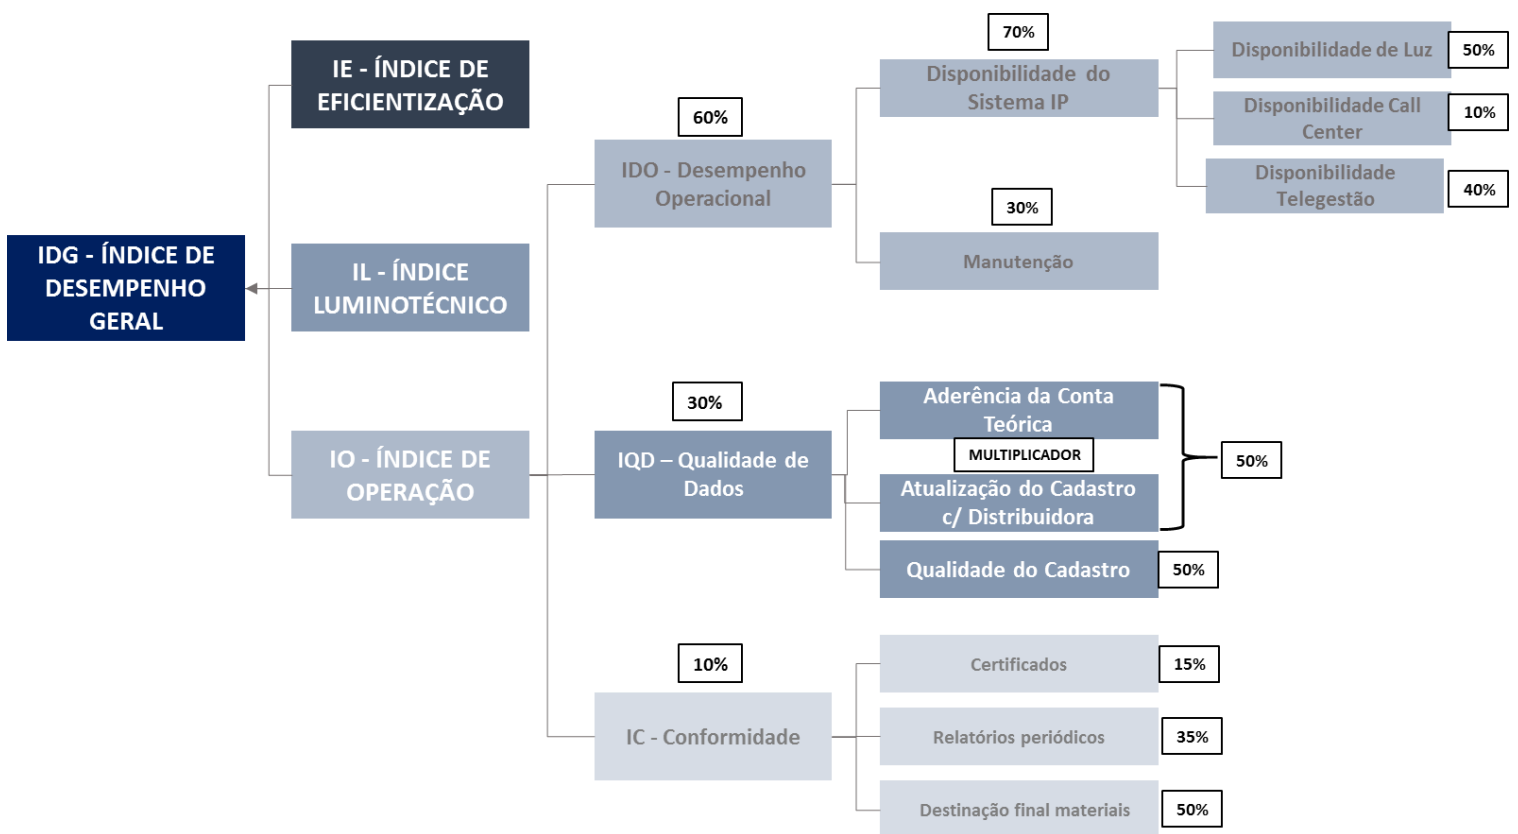 IDG - ÍNDICE DE
DESEMPENHO
GERAL
IE - ÍNDICE DE
EFICIENTIZAÇÃO
IL - ÍNDICE
LUMINOTÉCNICO
IO - ÍNDICE DE
OPERAÇÃO
60%
IDO - Desempenho
Operacional
70%
Disponibilidade do
Sistema IP
Disponibilidade de Luz
50%
Disponibilidade Call
Center
10%
Disponibilidade
Telegestão
40%
30%
Manutenção
30%
IQD – Qualidade de
Dados
Aderência da Conta
Teórica
MULTIPLICADOR
Atualização do Cadastro
c/ Distribuidora
50%
Qualidade do Cadastro
50%
10%
IC - Conformidade
Certificados
15%
Relatórios periódicos
35%
Destinação final materiais
50%